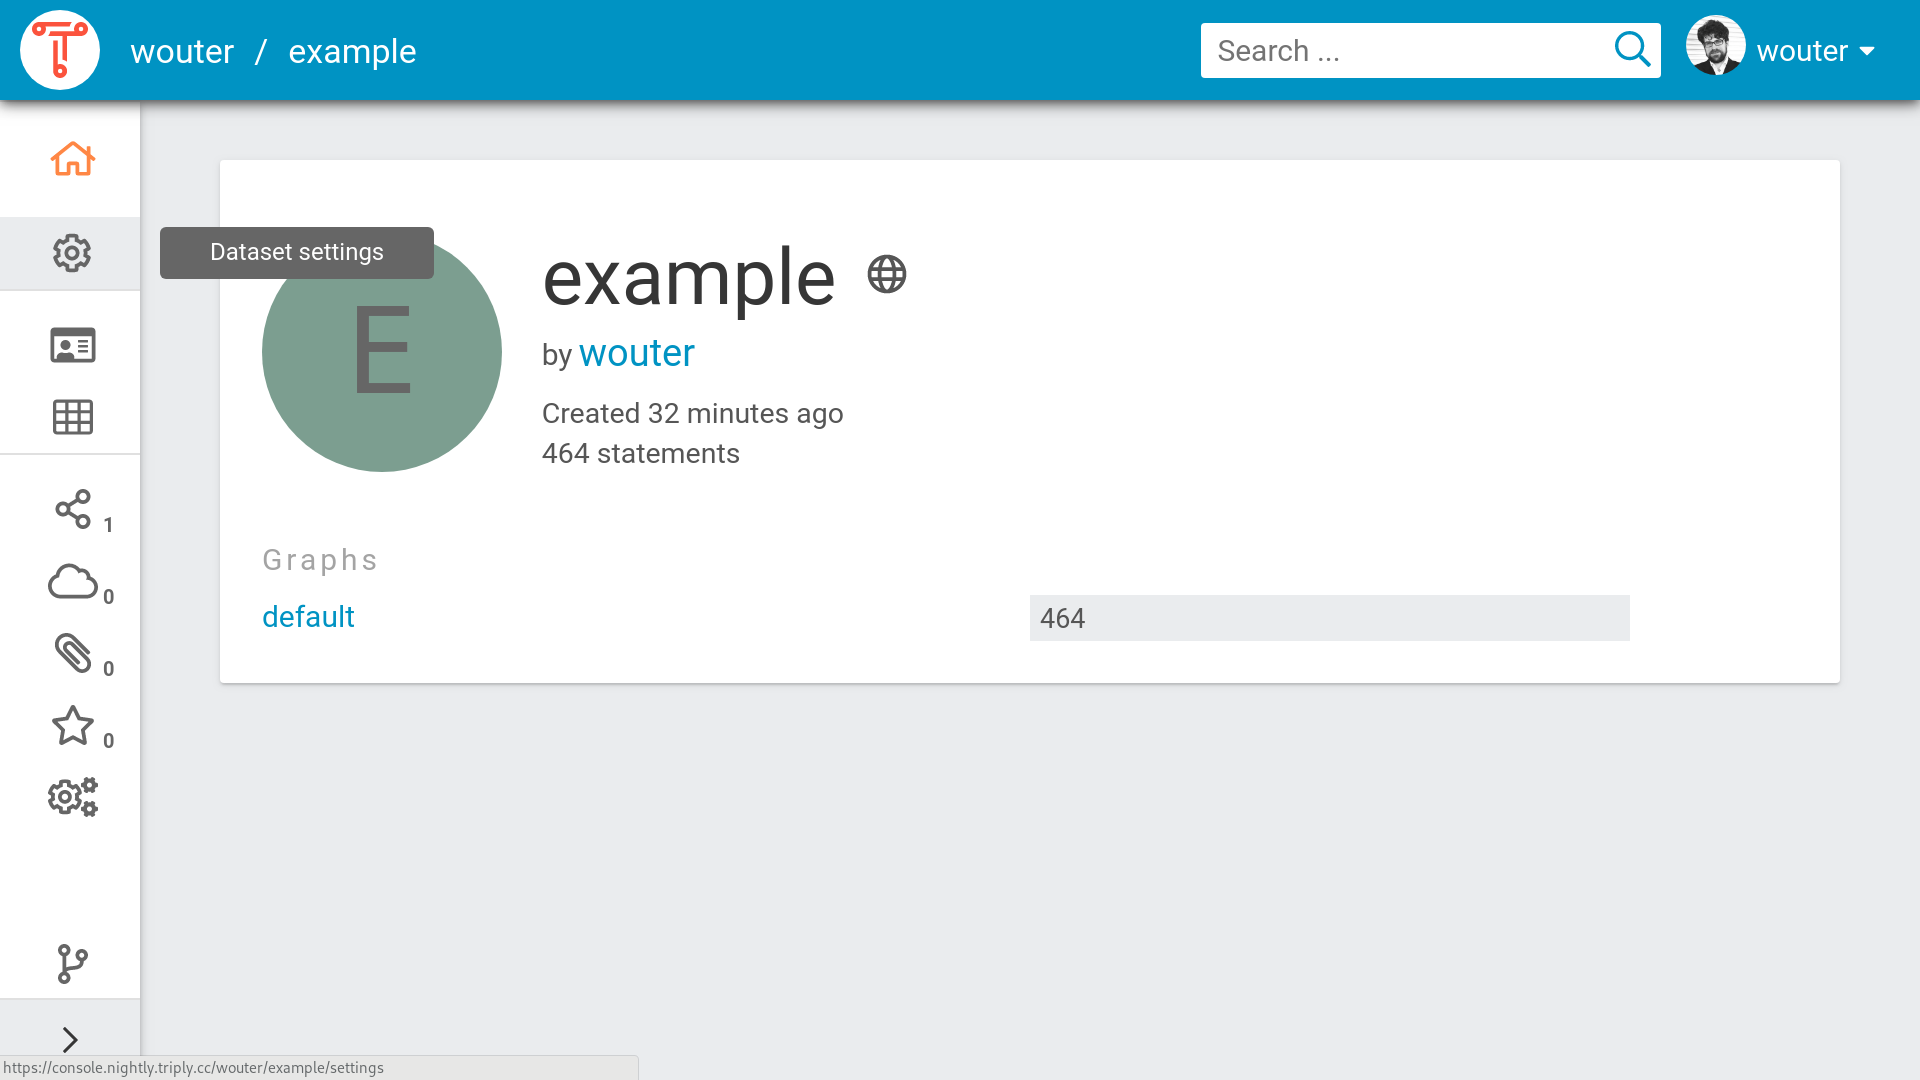 wouter / example
Search ...
wouter
Dataset settings
E
example
by wouter
Created 32 minutes ago
464 statements
Graphs
default
464
1
0
0
0
https://console.nightly.triply.cc/wouter/example/settings